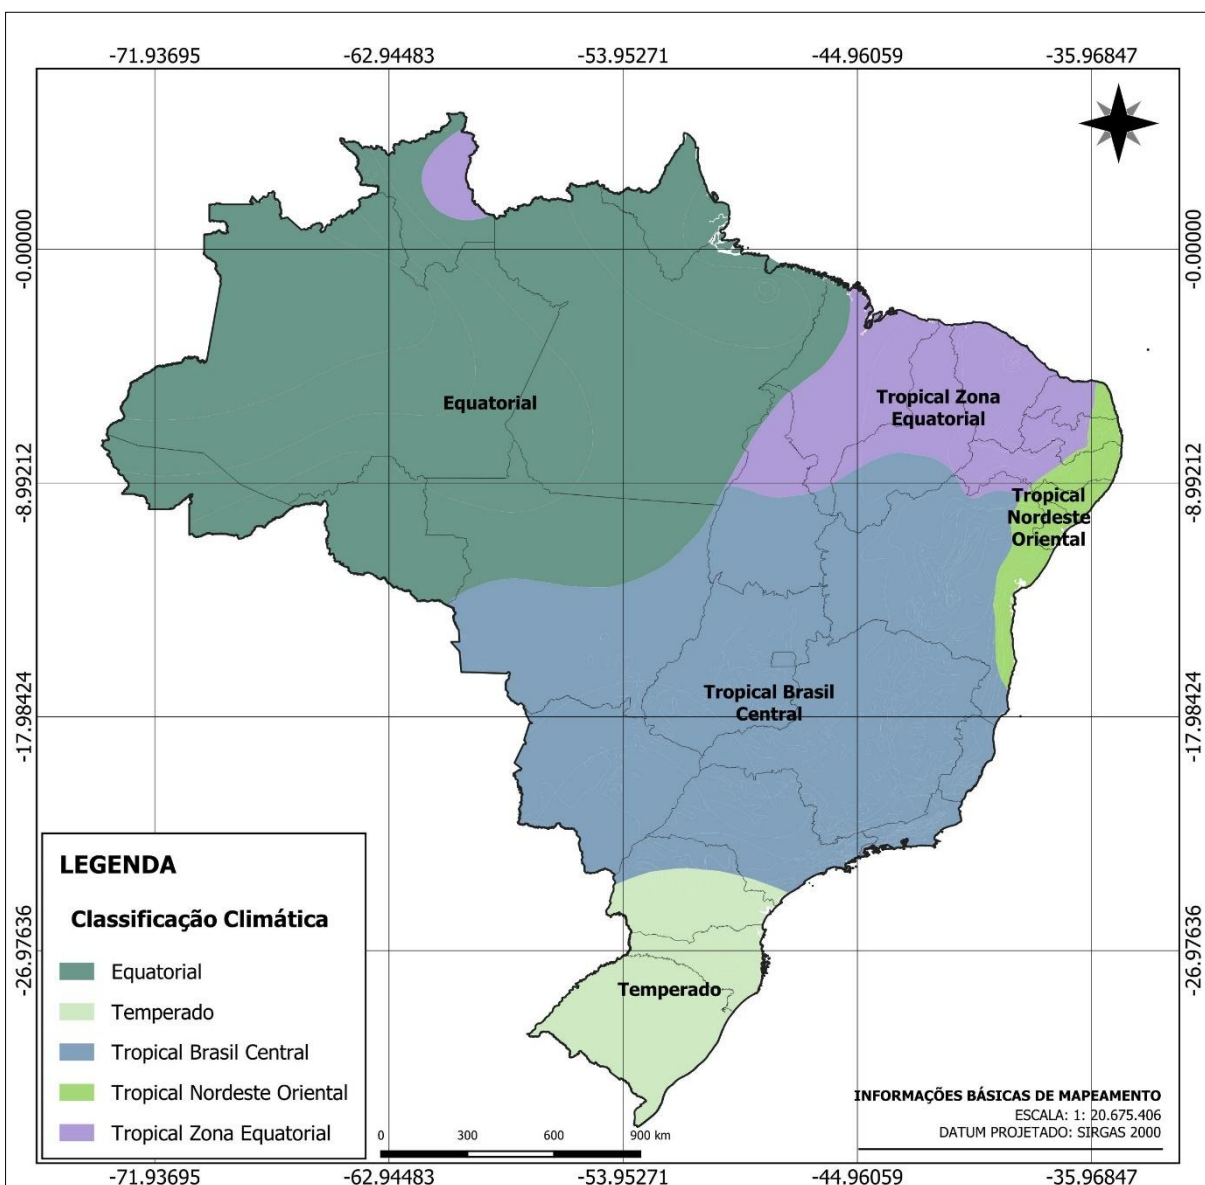 -71.93695 -62.94483 -53.95271 -44.96059 -35.96847
-0.00000 -0.00000
Equatorial
Tropical Zona
Equatorial
-8.99212 -8.99212
Tropical
Nordeste
Oriental
Tropical Brasil
Central
-17.98424 -17.98424
LEGENDA
Classificação Climática
-26.97636 -26.97636
Equatorial
Temperado
Tropical Brasil Central
Tropical Nordeste Oriental
Tropical Zona Equatorial
Temperado
INFORMAÇÕES BÁSICAS DE MAPEAMENTO
ESCALA: 1: 20.675.406
DATUM PROJETADO: SIRGAS 2000
0 300 600 900 km
-71.93695 -62.94483 -53.95271 -44.96059 -35.96847